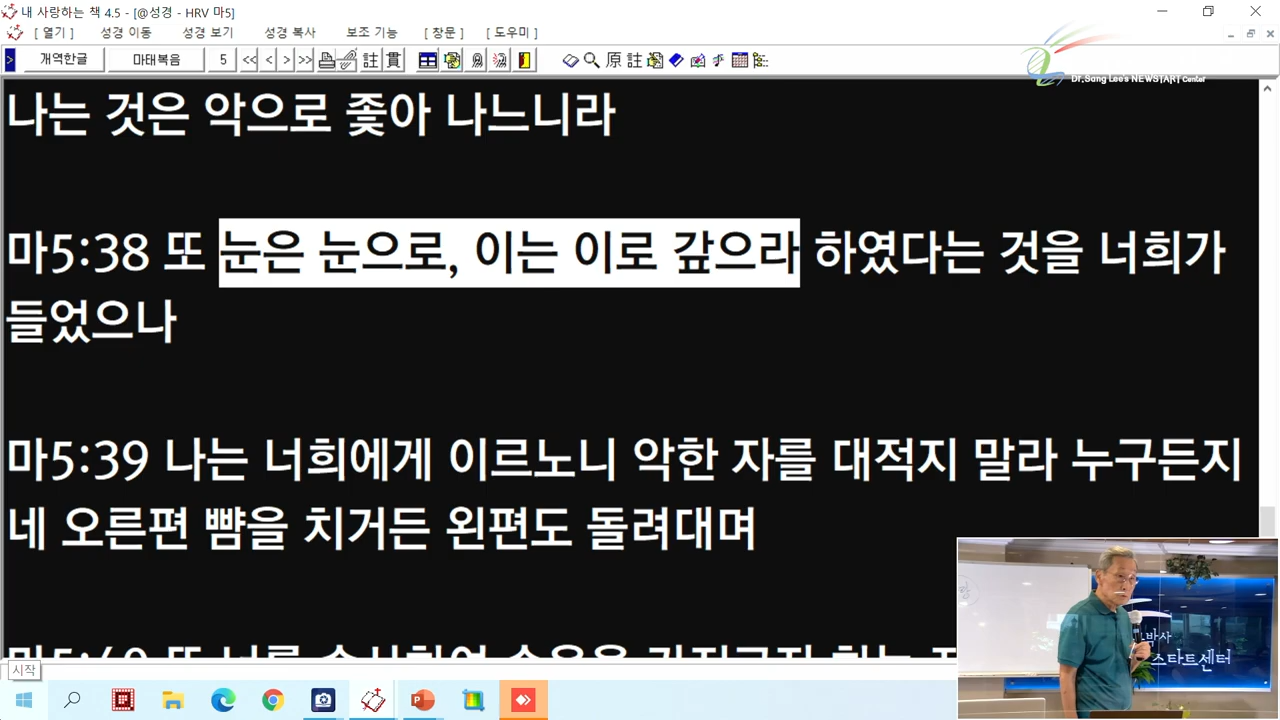 내 사랑하는 책 4.5 - [@성경 - HRV 마5]
[ 열기 ] 성경 이동 성경 보기 성경 복사 보조 기능 [ 창문 ] [ 도우미 ]
개역한글 마태복음 5 << < > >> 註 貫 原 註
Dr.Sang Lee's NEWSTART Center
나는 것은 악으로 좇아 나느니라
마5:38 또 눈은 눈으로, 이는 이로 갚으라 하였다는 것을 너희가
들었으나
마5:39 나는 너희에게 이르노니 악한 자를 대적지 말라 누구든지
네 오른편 뺨을 치거든 왼편도 돌려대며
박사
스타트센터
시작